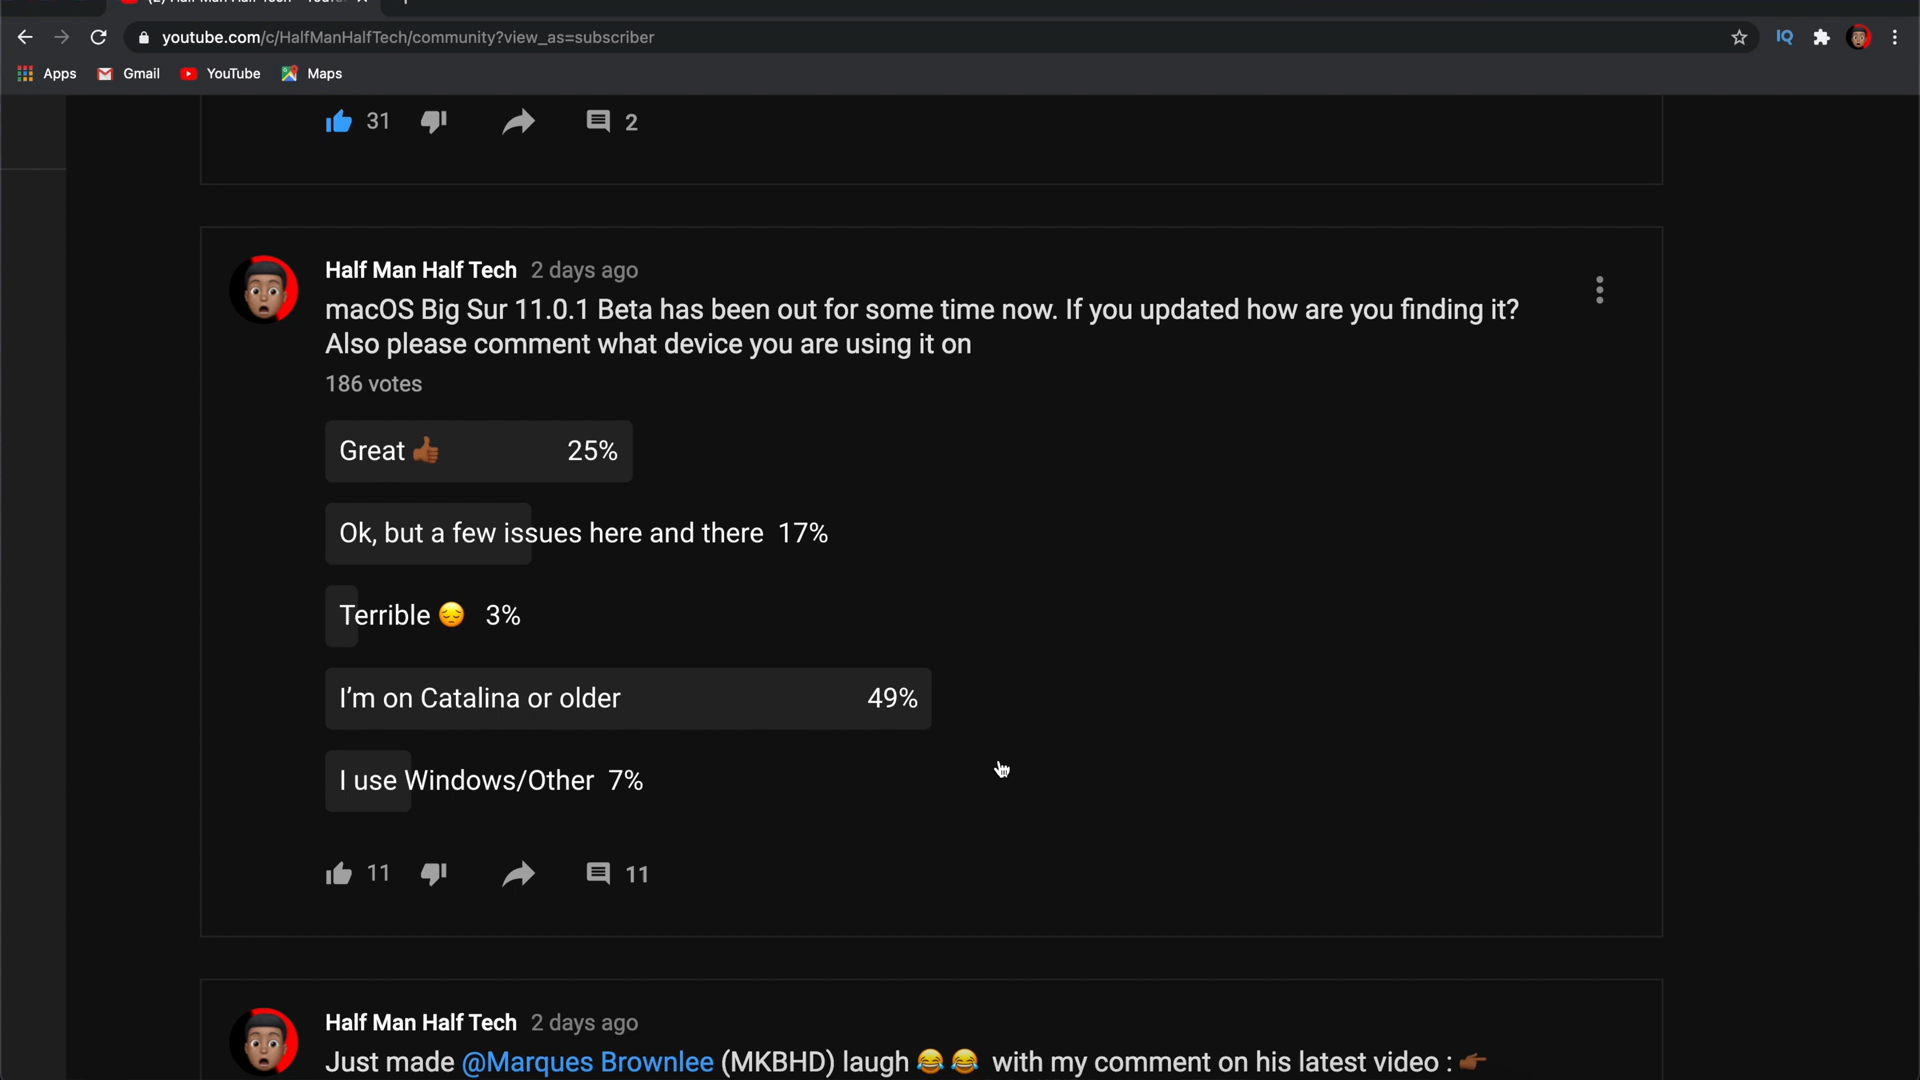 youtube.com/c/HalfManHalfTech/community?view_as=subscriber
IQ
Apps Gmail YouTube Maps
31 2
Half Man Half Tech 2 days ago
macOS Big Sur 11.0.1 Beta has been out for some time now. If you updated how are you finding it?
Also please comment what device you are using it on
186 votes
Great 👍🏾 25%
Ok, but a few issues here and there 17%
Terrible 😔 3%
I’m on Catalina or older 49%
I use Windows/Other 7%
11 11
Half Man Half Tech 2 days ago
Just made @Marques Brownlee (MKBHD) laugh 😂 😂 with my comment on his latest video : 👉🏾